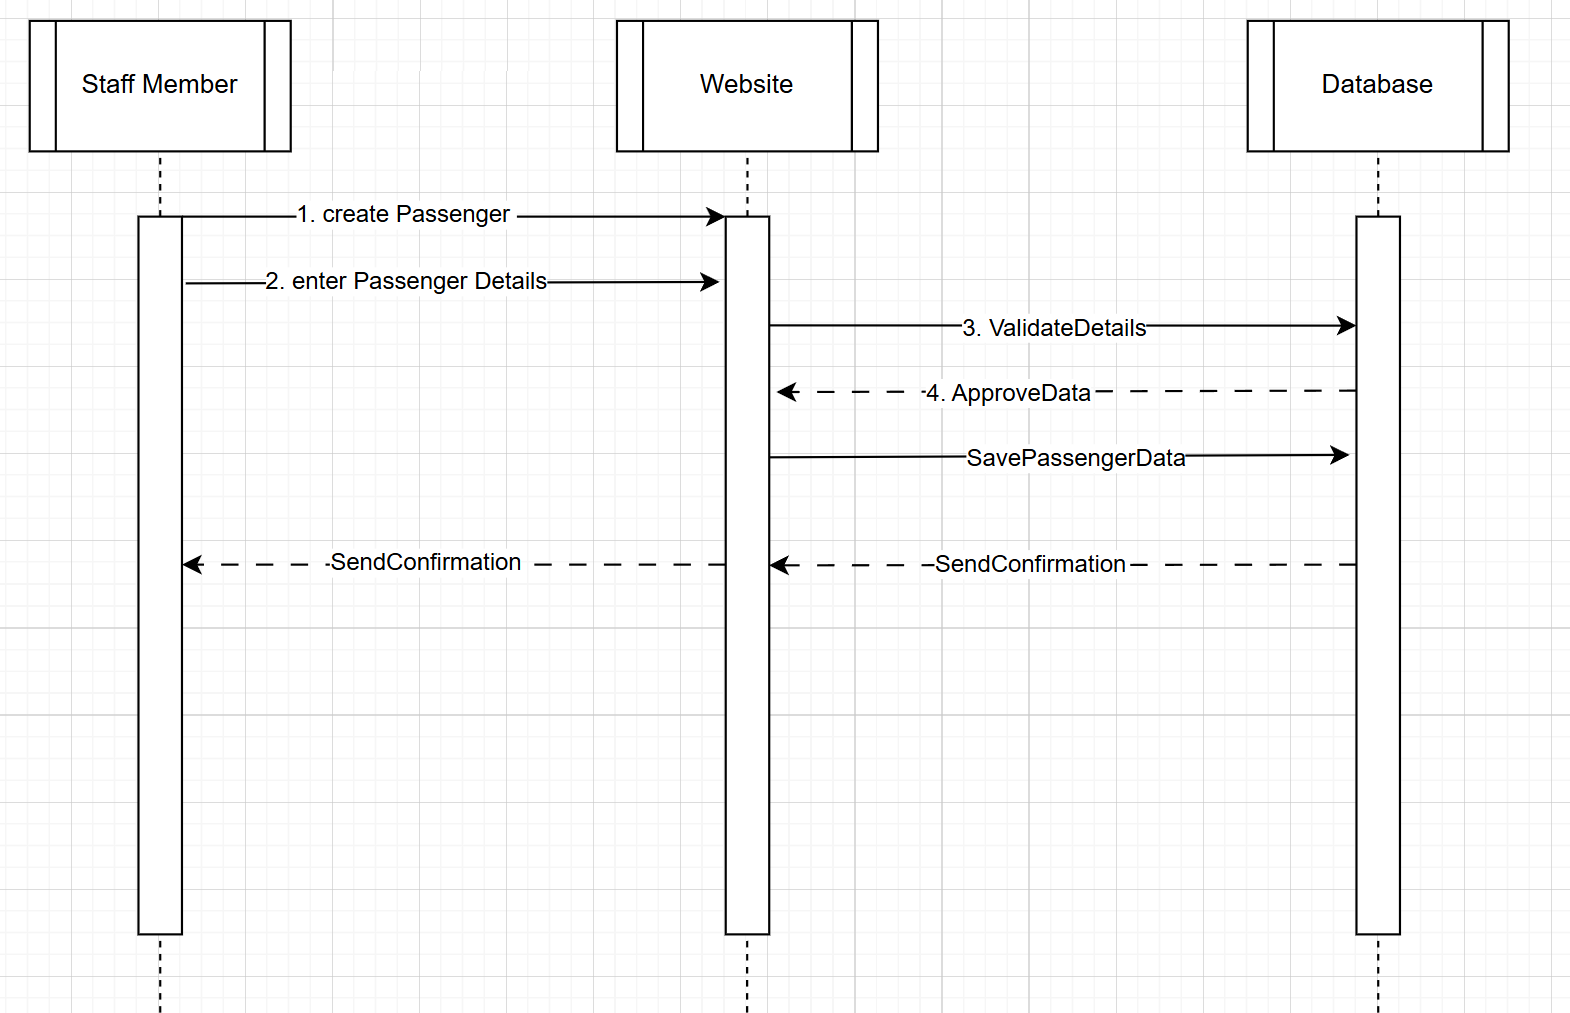 Staff Member
Website
Database
1. create Passenger
2. enter Passenger Details
3. ValidateDetails
4. ApproveData
SavePassengerData
SendConfirmation
SendConfirmation